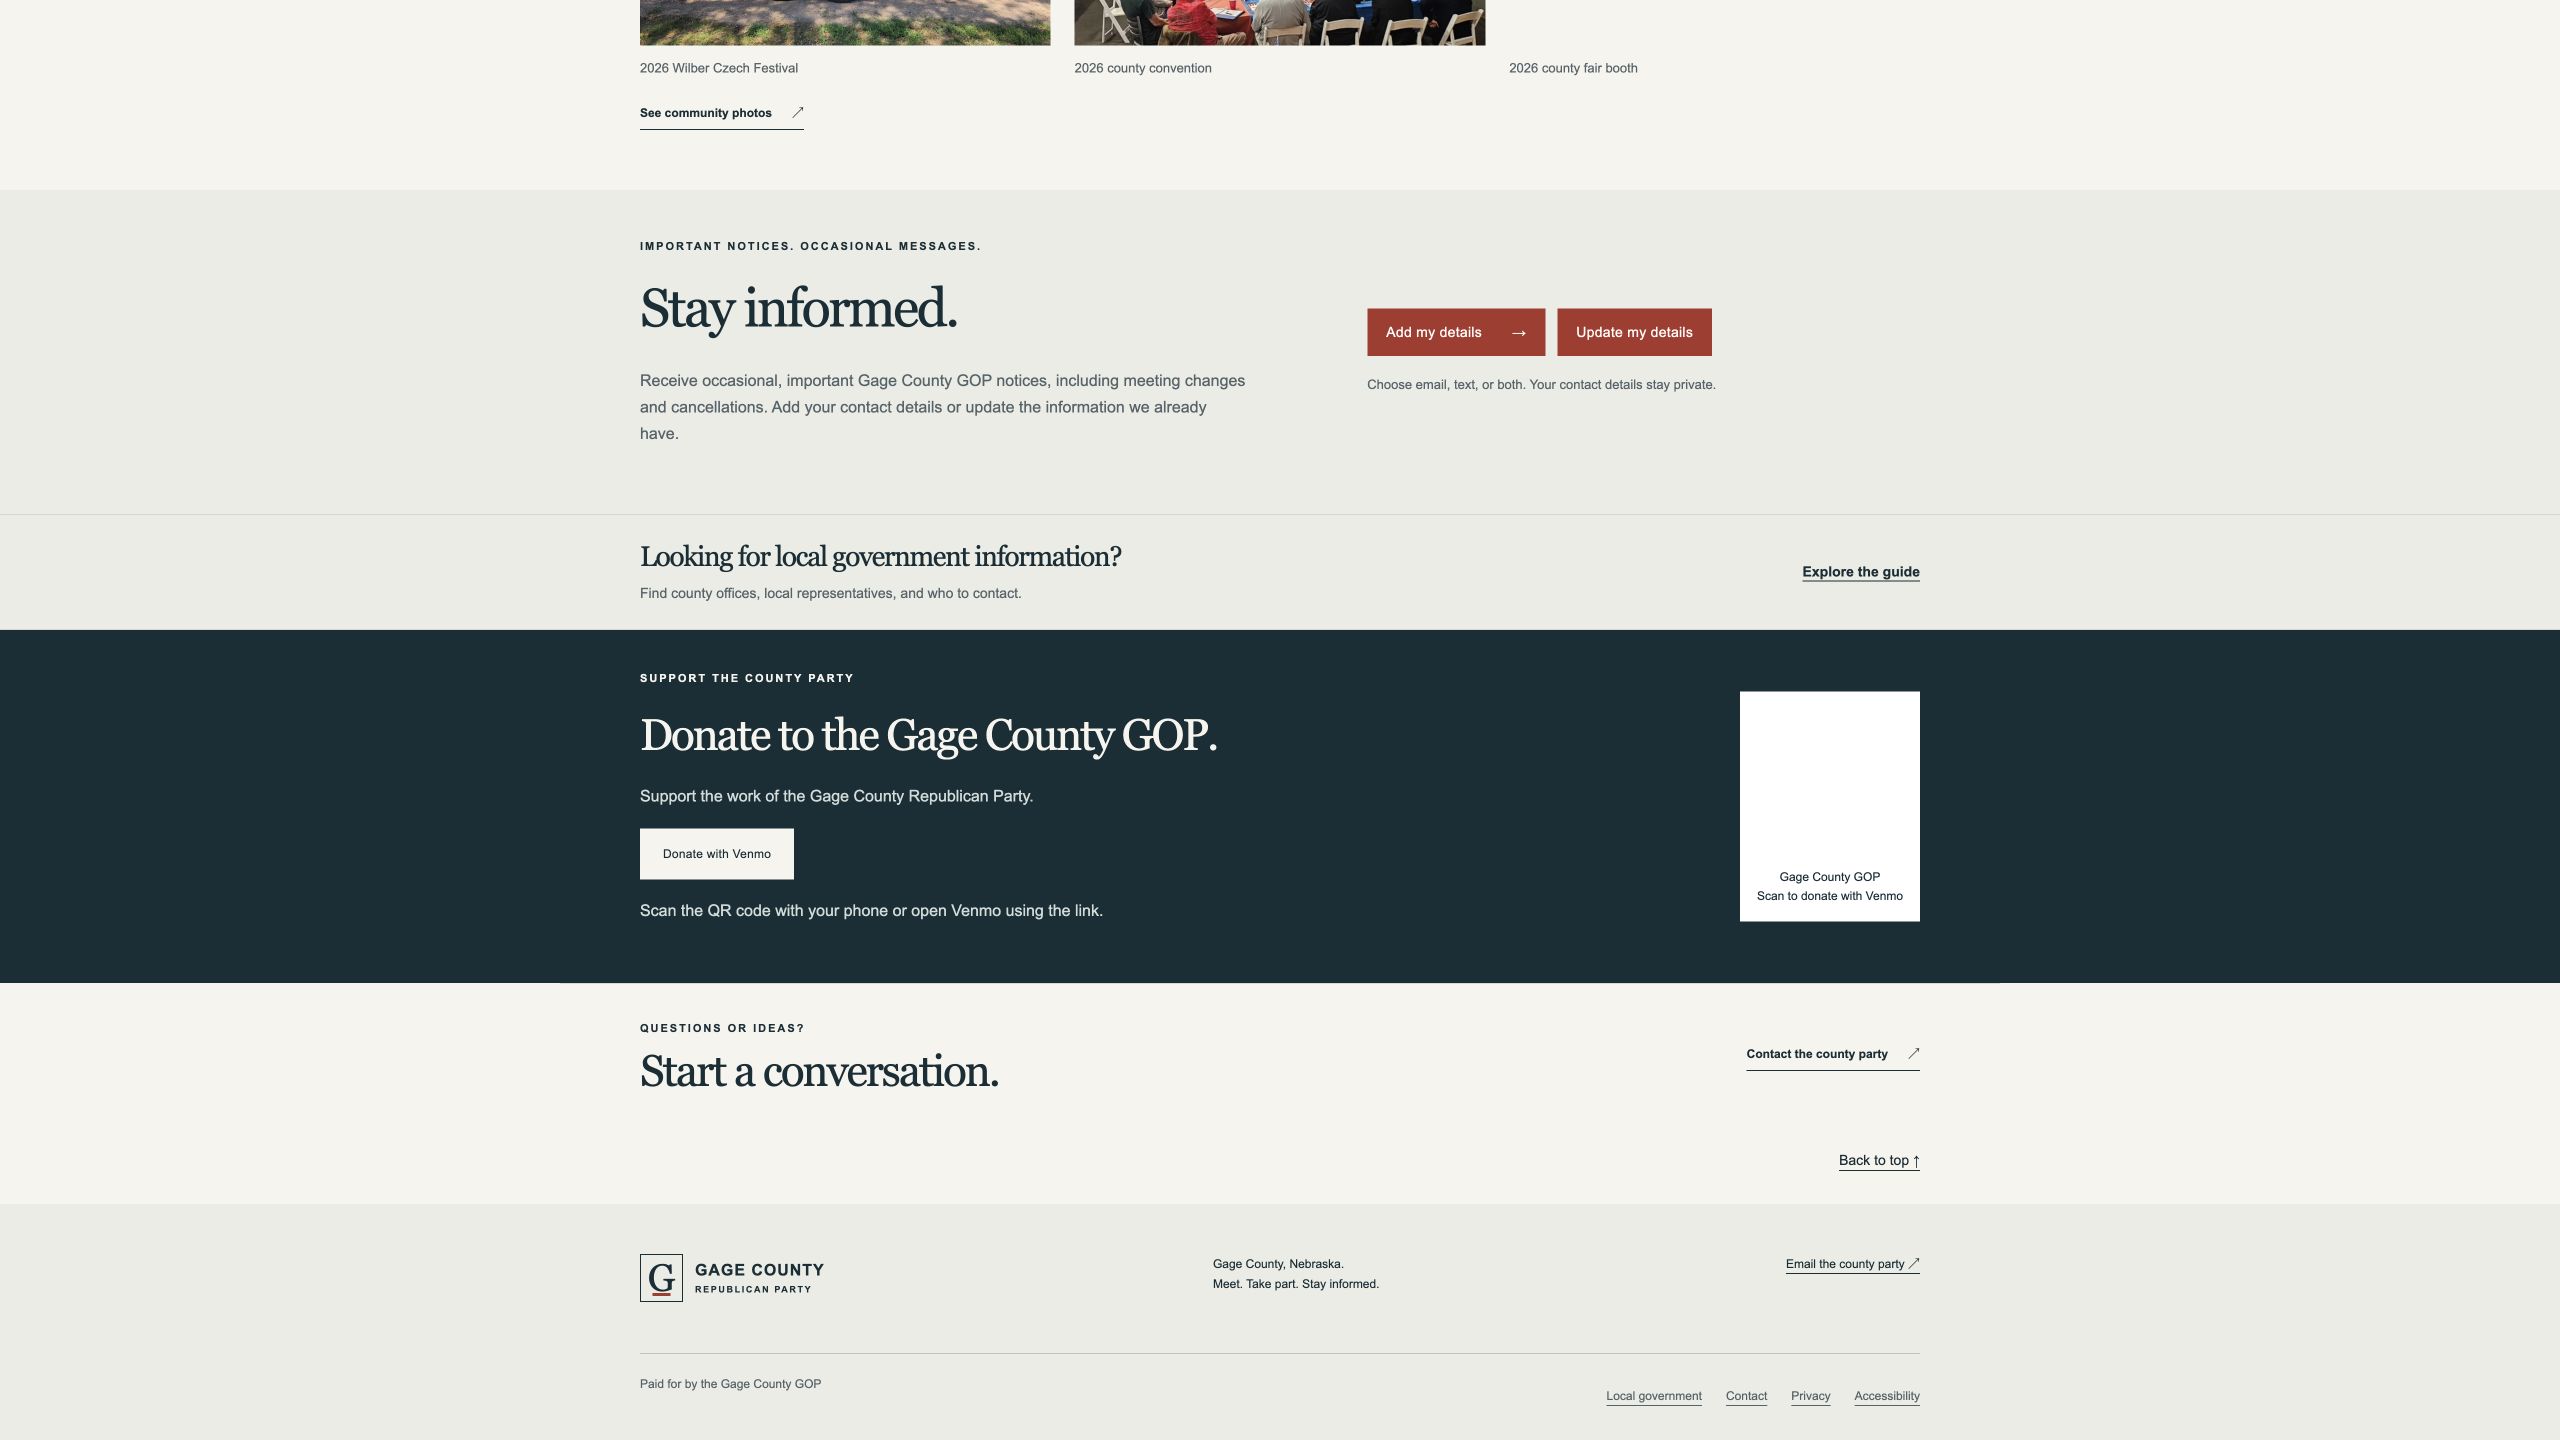 2026 Wilber Czech Festival
2026 county convention
2026 county fair booth
See community photos ↗
IMPORTANT NOTICES. OCCASIONAL MESSAGES.
Stay informed.
Receive occasional, important Gage County GOP notices, including meeting changes
and cancellations. Add your contact details or update the information we already
have.
Add my details →
Update my details
Choose email, text, or both. Your contact details stay private.
Looking for local government information?
Find county offices, local representatives, and who to contact.
Explore the guide
SUPPORT THE COUNTY PARTY
Donate to the Gage County GOP.
Support the work of the Gage County Republican Party.
Donate with Venmo
Scan the QR code with your phone or open Venmo using the link.
Gage County GOP
Scan to donate with Venmo
QUESTIONS OR IDEAS?
Start a conversation.
Contact the county party ↗
Back to top ↑
G
GAGE COUNTY
REPUBLICAN PARTY
Gage County, Nebraska.
Meet. Take part. Stay informed.
Email the county party ↗
Paid for by the Gage County GOP
Local government
Contact
Privacy
Accessibility